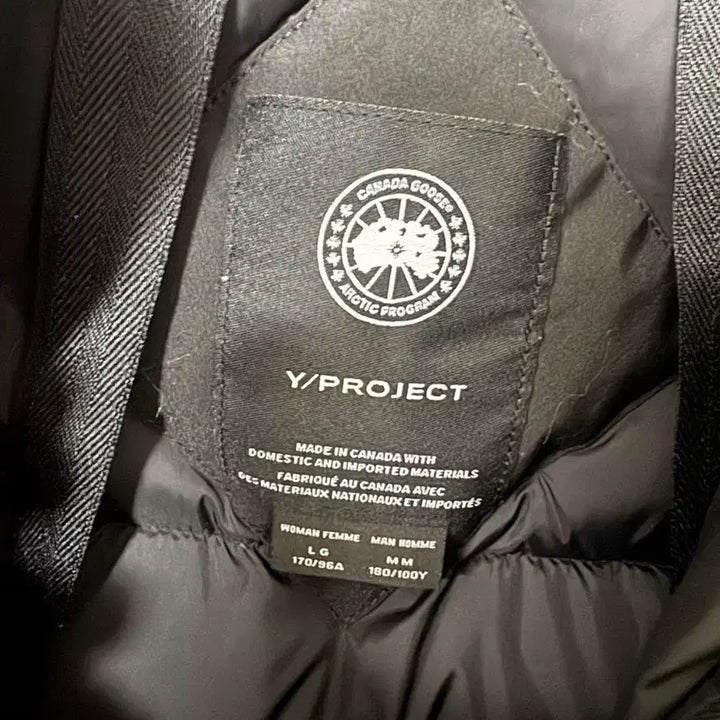 CANADA GOOSE®
ARCTIC PROGRAM
Y/PROJECT
MADE IN CANADA WITH
DOMESTIC AND IMPORTED MATERIALS
FABRIQUÉ AU CANADA AVEC
DES MATERIAUX NATIONAUX ET IMPORTÉS
WOMAN FEMME MAN HOMME
L G M M
170/96A 180/100Y